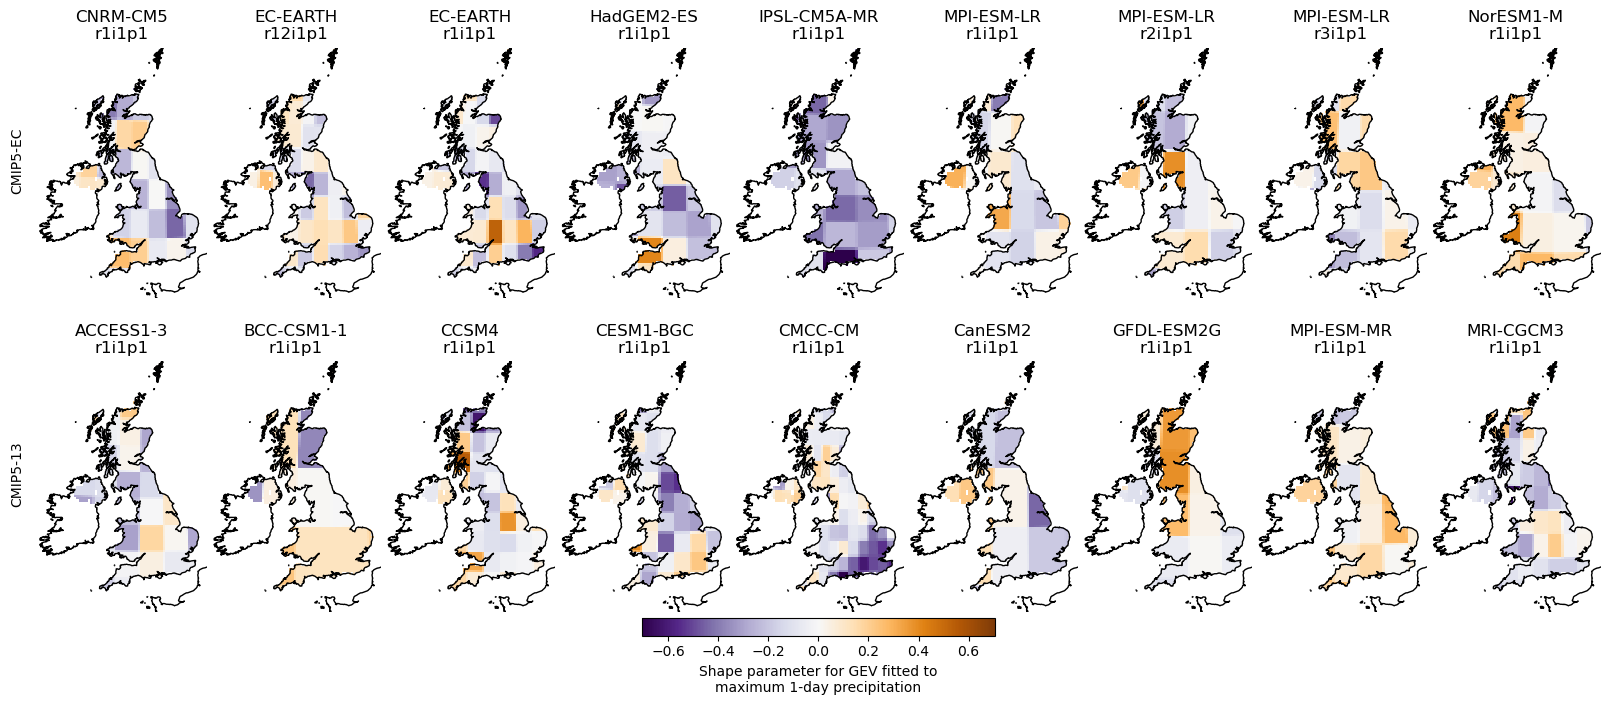 CNRM-CM5 EC-EARTH EC-EARTH HadGEM2-ES IPSL-CM5A-MR MPI-ESM-LR MPI-ESM-LR MPI-ESM-LR NorESM1-M
r1i1p1 r12i1p1 r1i1p1 r1i1p1 r1i1p1 r1i1p1 r2i1p1 r3i1p1 r1i1p1
CMIP5-EC
ACCESS1-3 BCC-CSM1-1 CCSM4 CESM1-BGC CMCC-CM CanESM2 GFDL-ESM2G MPI-ESM-MR MRI-CGCM3
r1i1p1 r1i1p1 r1i1p1 r1i1p1 r1i1p1 r1i1p1 r1i1p1 r1i1p1 r1i1p1
CMIP5-13
−0.6 −0.4 −0.2 0.0 0.2 0.4 0.6
Shape parameter for GEV fitted to
maximum 1-day precipitation